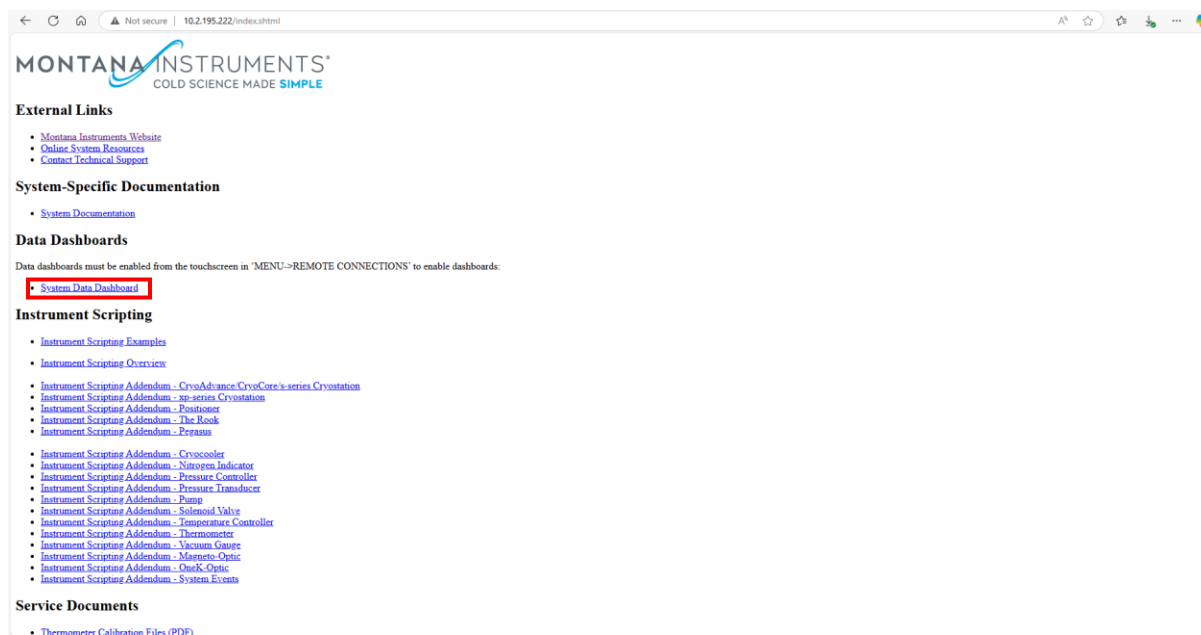 Not secure | 10.2.195.222/index.shtml
MONTANA INSTRUMENTS®
COLD SCIENCE MADE SIMPLE
External Links
Montana Instruments Website
Online System Resources
Contact Technical Support
System-Specific Documentation
System Documentation
Data Dashboards
Data dashboards must be enabled from the touchscreen in 'MENU->REMOTE CONNECTIONS' to enable dashboards:
System Data Dashboard
Instrument Scripting
Instrument Scripting Examples
Instrument Scripting Overview
Instrument Scripting Addendum - CryoAdvance/CryoCore/s-series Cryostation
Instrument Scripting Addendum - xp-series Cryostation
Instrument Scripting Addendum - Positioner
Instrument Scripting Addendum - The Rook
Instrument Scripting Addendum - Pegasus
Instrument Scripting Addendum - Cryocooler
Instrument Scripting Addendum - Nitrogen Indicator
Instrument Scripting Addendum - Pressure Controller
Instrument Scripting Addendum - Pressure Transducer
Instrument Scripting Addendum - Pump
Instrument Scripting Addendum - Solenoid Valve
Instrument Scripting Addendum - Temperature Controller
Instrument Scripting Addendum - Thermometer
Instrument Scripting Addendum - Vacuum Gauge
Instrument Scripting Addendum - Magneto-Optic
Instrument Scripting Addendum - OneK-Optic
Instrument Scripting Addendum - System Events
Service Documents
Thermometer Calibration Files (PDF)